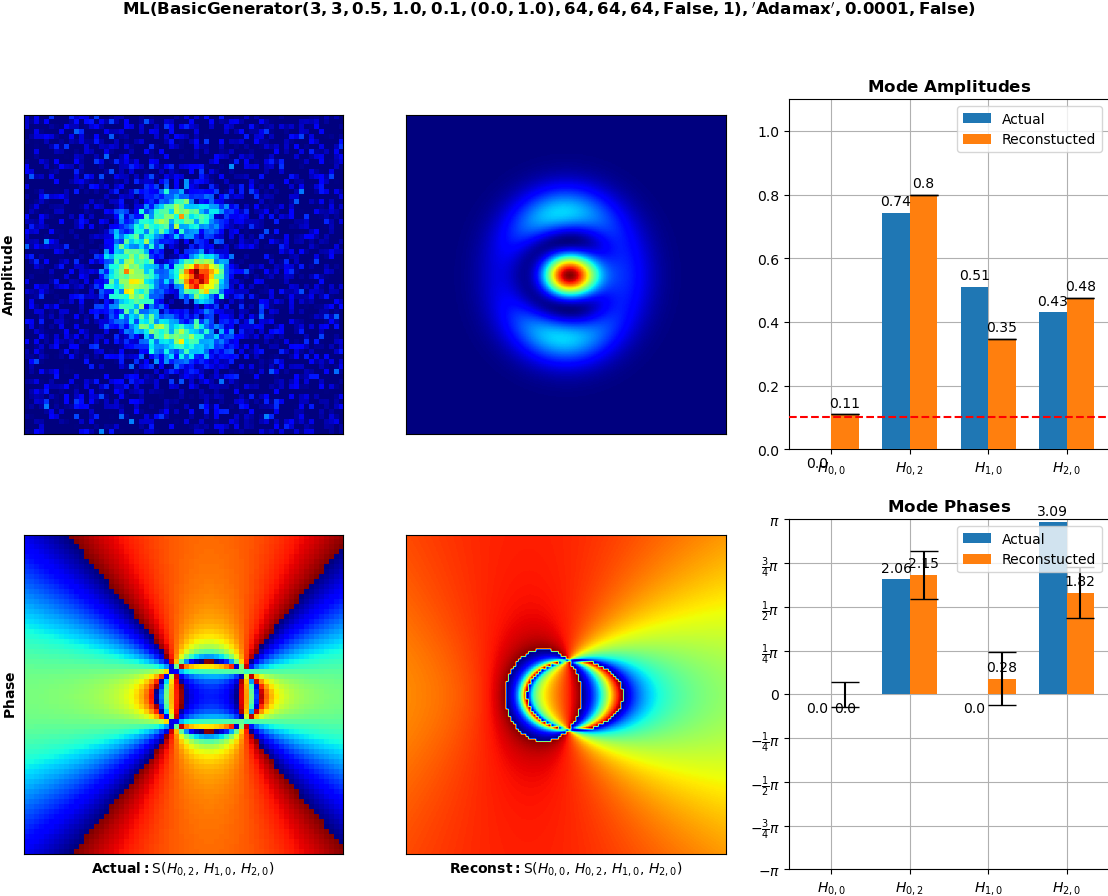 ML(BasicGenerator(3, 3, 0.5, 1.0, 0.1, (0.0, 1.0), 64, 64, 64, False, 1), 'Adamax', 0.0001, False)
Amplitude
Mode Amplitudes
Actual
Reconstucted
1.0
0.8
0.6
0.4
0.2
0.0
0.0
0.11
0.74
0.8
0.51
0.35
0.43
0.48
H0,0
H0,2
H1,0
H2,0
Phase
Actual: S(H0,2, H1,0, H2,0)
Reconst: S(H0,0, H0,2, H1,0, H2,0)
Mode Phases
Actual
Reconstucted
π
3/4π
1/2π
1/4π
0
−1/4π
−1/2π
−3/4π
−π
0.0
0.0
2.06
2.15
0.0
0.28
3.09
1.82
H0,0
H0,2
H1,0
H2,0